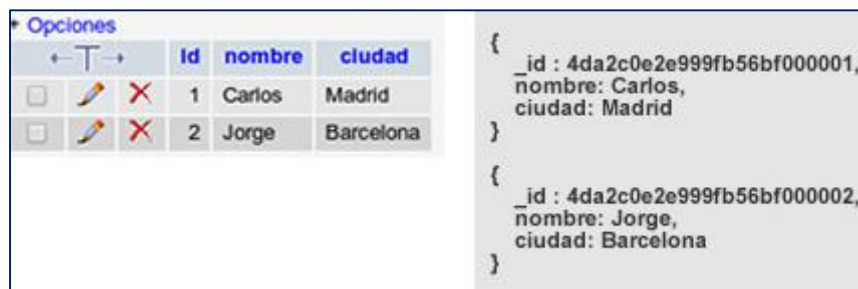 Opciones
←T→ Id nombre ciudad
1 Carlos Madrid
2 Jorge Barcelona
{
_id : 4da2c0e2e999fb56bf000001,
nombre: Carlos,
ciudad: Madrid
}
{
_id : 4da2c0e2e999fb56bf000002,
nombre: Jorge,
ciudad: Barcelona
}